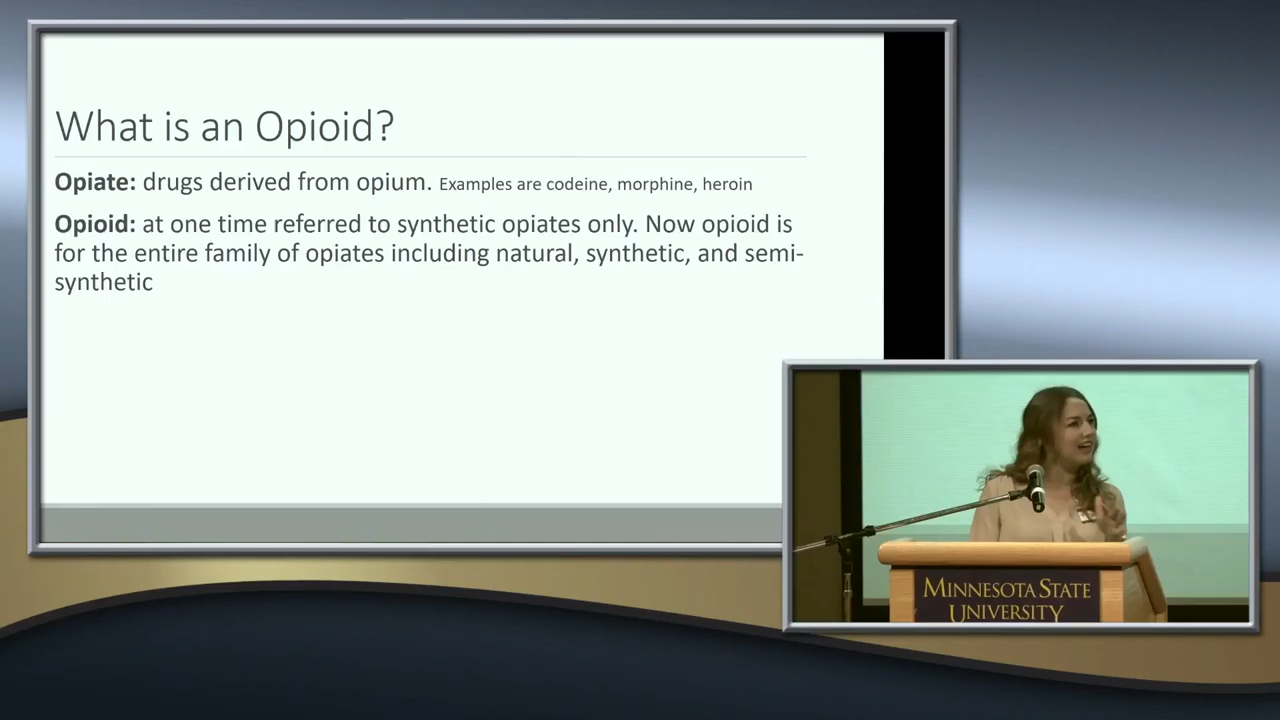 What is an Opioid?
Opiate: drugs derived from opium. Examples are codeine, morphine, heroin
Opioid: at one time referred to synthetic opiates only. Now opioid is
for the entire family of opiates including natural, synthetic, and semi-
synthetic
MINNESOTA STATE
UNIVERSITY